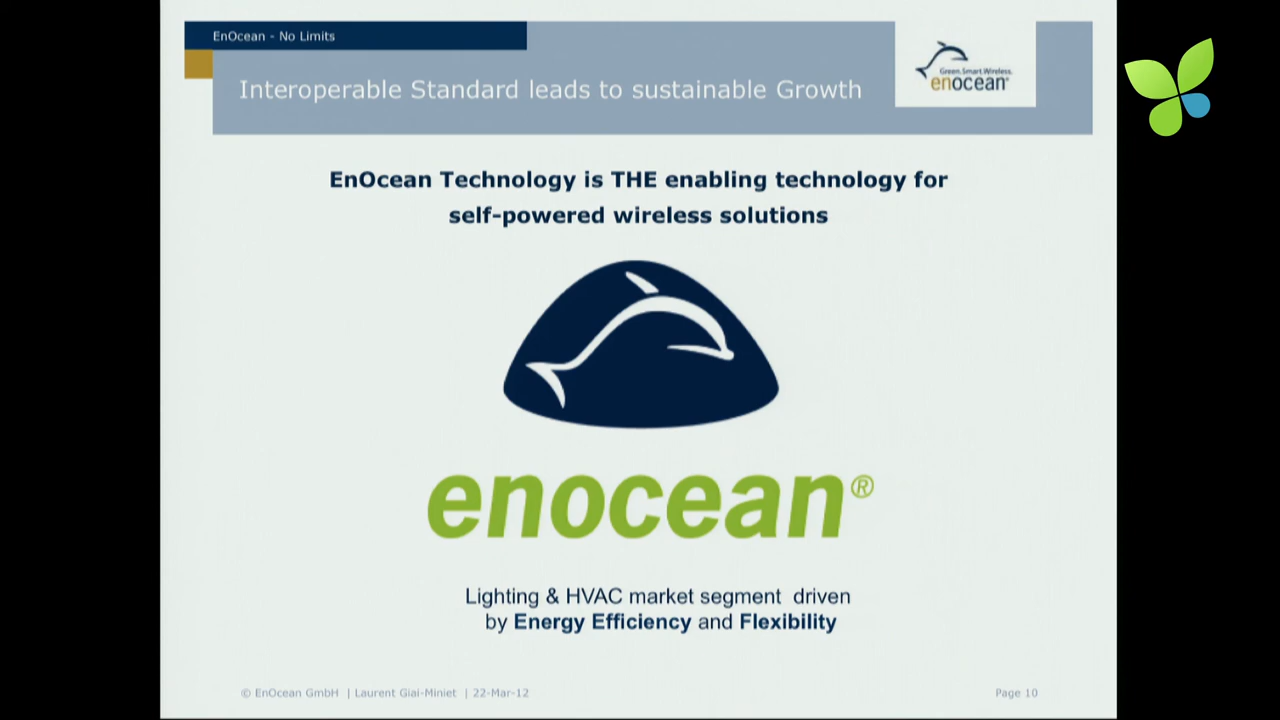 EnOcean - No Limits
Interoperable Standard leads to sustainable Growth
Green.Smart.Wireless.
enocean®
EnOcean Technology is THE enabling technology for
self-powered wireless solutions
enocean®
Lighting & HVAC market segment driven
by Energy Efficiency and Flexibility
© EnOcean GmbH | Laurent Giai-Miniet | 22-Mar-12
Page 10